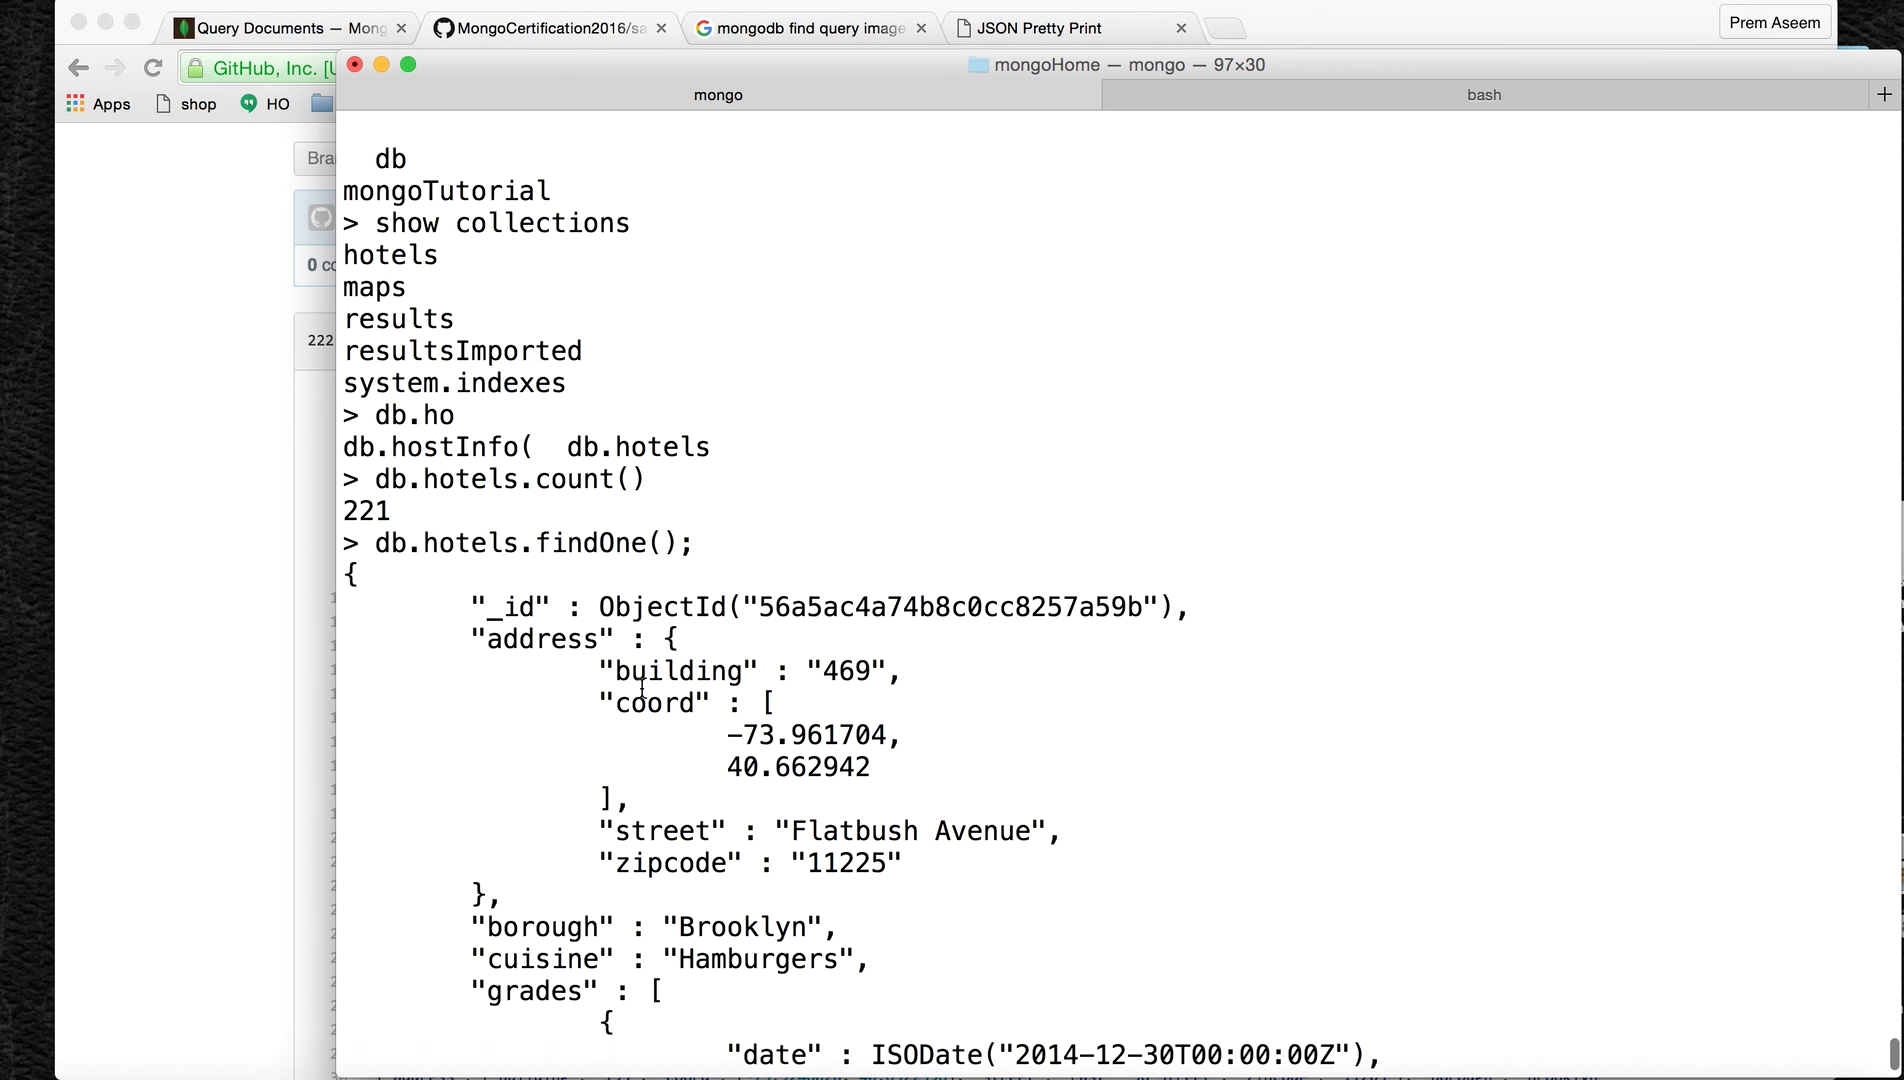 Query Documents — Mong
MongoCertification2016/sa
mongodb find query image
JSON Pretty Print
Prem Aseem
GitHub, Inc. [U
mongoHome — mongo — 97×30
Apps
shop
HO
mongo
bash
Bra
0 co
222
db
mongoTutorial
> show collections
hotels
maps
results
resultsImported
system.indexes
> db.ho
db.hostInfo(  db.hotels
> db.hotels.count()
221
> db.hotels.findOne();
{
"_id" : ObjectId("56a5ac4a74b8c0cc8257a59b"),
"address" : {
"building" : "469",
"coord" : [
-73.961704,
40.662942
],
"street" : "Flatbush Avenue",
"zipcode" : "11225"
},
"borough" : "Brooklyn",
"cuisine" : "Hamburgers",
"grades" : [
{
"date" : ISODate("2014-12-30T00:00:00Z"),